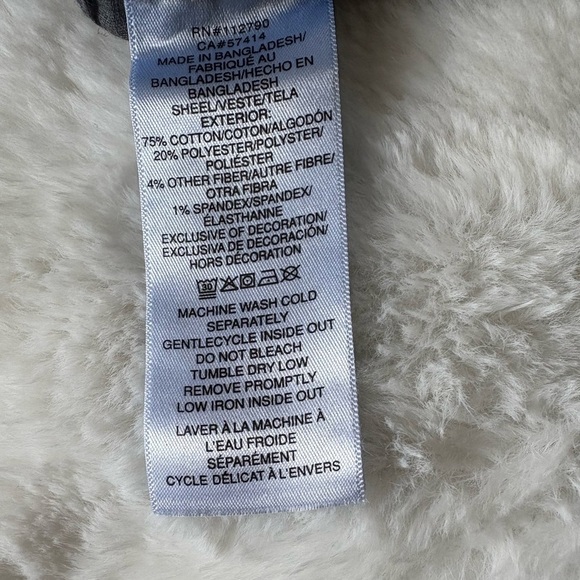 RN#112790
CA#57414
MADE IN BANGLADESH/
FABRIQUÉ AU
BANGLADESH/HECHO EN
BANGLADESH
SHEEL/VESTE/TELA
EXTERIOR:
75% COTTON/COTON/ALGODÓN
20% POLYESTER/POLYSTER/
POLIÉSTER
4% OTHER FIBER/AUTRE FIBRE/
OTRA FIBRA
1% SPANDEX/SPANDEX/
ÉLASTHANNE
EXCLUSIVE OF DECORATION/
EXCLUSIVA DE DECORACIÓN/
HORS DÉCORATION
30
MACHINE WASH COLD
SEPARATELY
GENTLECYCLE INSIDE OUT
DO NOT BLEACH
TUMBLE DRY LOW
REMOVE PROMPTLY
LOW IRON INSIDE OUT
LAVER À LA MACHINE À
L'EAU FROIDE
SÉPARÉMENT
CYCLE DÉLICAT À L'ENVERS